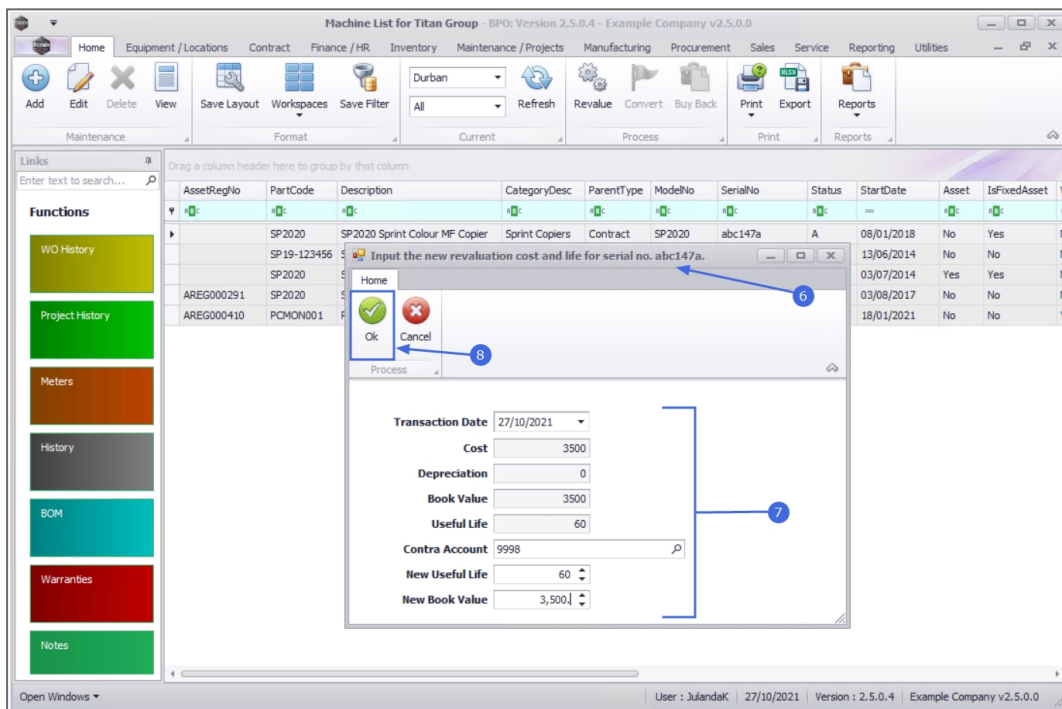 Machine List for Titan Group - BPO: Version 2.5.0.4 - Example Company v2.5.0.0
Home Equipment / Locations Contract Finance / HR Inventory Maintenance / Projects Manufacturing Procurement Sales Service Reporting Utilities
Durban
All
Add Edit Delete View Save Layout Workspaces Save Filter Refresh Revalue Convert Buy Back Print Export Reports
Maintenance Format Current Process Print Reports
Links
Enter text to search...
Functions
WO History
Project History
Meters
History
BOM
Warranties
Notes
Drag a column header here to group by that column
AssetRegNo PartCode Description CategoryDesc ParentType ModelNo SerialNo Status StartDate Asset IsFixedAsset
SP2020 SP2020 Sprint Colour MF Copier Sprint Copiers Contract SP2020 abc147a A 08/01/2018 No Yes
SP19-123456 13/06/2014 No No
SP2020 03/07/2014 Yes Yes
AREG000291 SP2020 03/08/2017 No No
AREG000410 PCMON001 18/01/2021 No No
Input the new revaluation cost and life for serial no. abc147a.
Home
Ok Cancel
Process
6
8
7
Transaction Date 27/10/2021
Cost 3500
Depreciation 0
Book Value 3500
Useful Life 60
Contra Account 9998
New Useful Life 60
New Book Value 3,500.
Open Windows
User : JulandaK 27/10/2021 Version : 2.5.0.4 Example Company v2.5.0.0